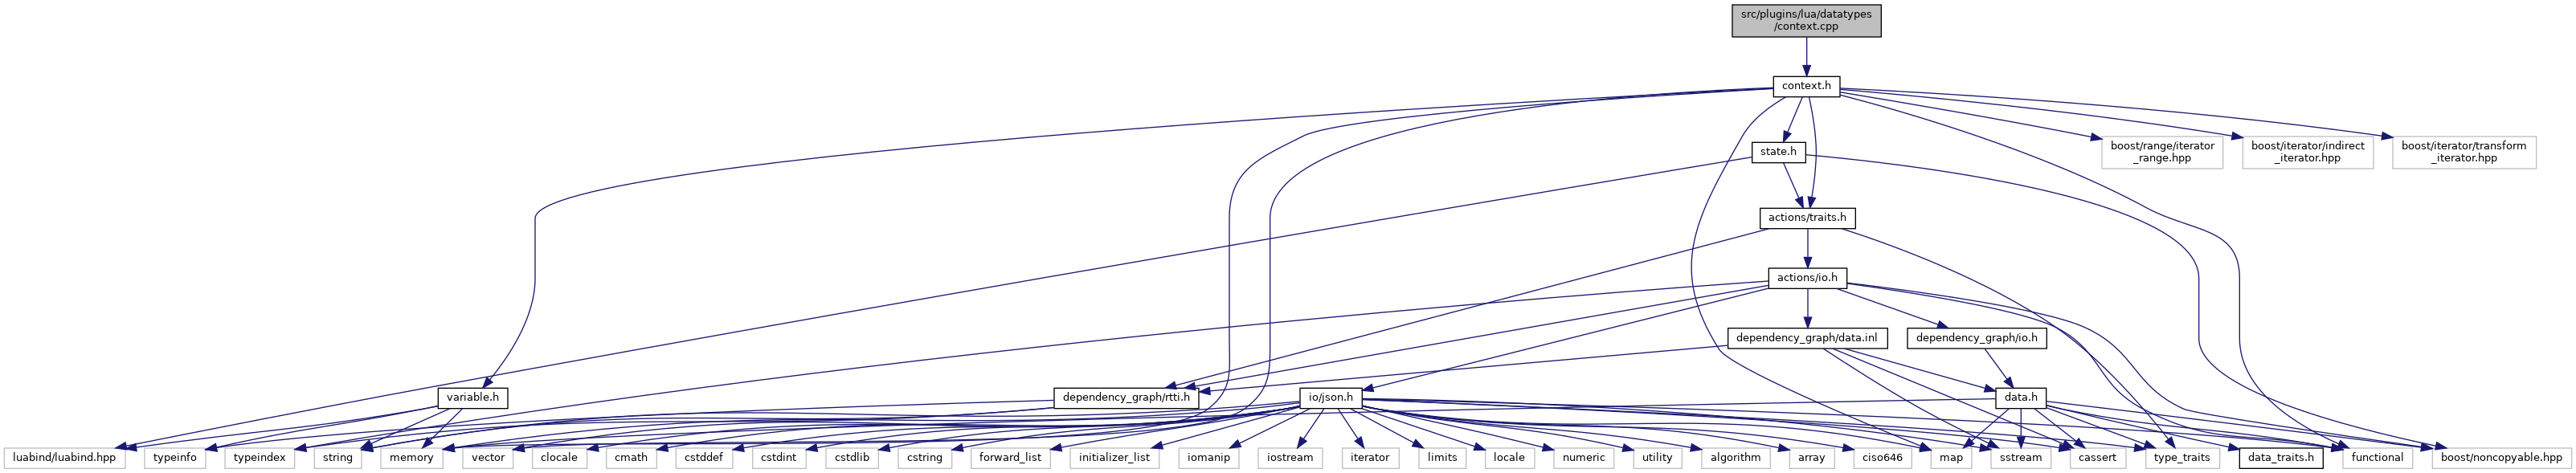 src/plugins/lua/datatypes
/context.cpp
context.h
state.h
boost/range/iterator
_range.hpp
boost/iterator/indirect
_iterator.hpp
boost/iterator/transform
_iterator.hpp
actions/traits.h
actions/io.h
dependency_graph/data.inl
dependency_graph/io.h
variable.h
dependency_graph/rtti.h
io/json.h
data.h
luabind/luabind.hpp
typeinfo
typeindex
string
memory
vector
clocale
cmath
cstddef
cstdint
cstdlib
cstring
forward_list
initializer_list
iomanip
iostream
iterator
limits
locale
numeric
utility
algorithm
array
ciso646
map
sstream
cassert
type_traits
data_traits.h
functional
boost/noncopyable.hpp